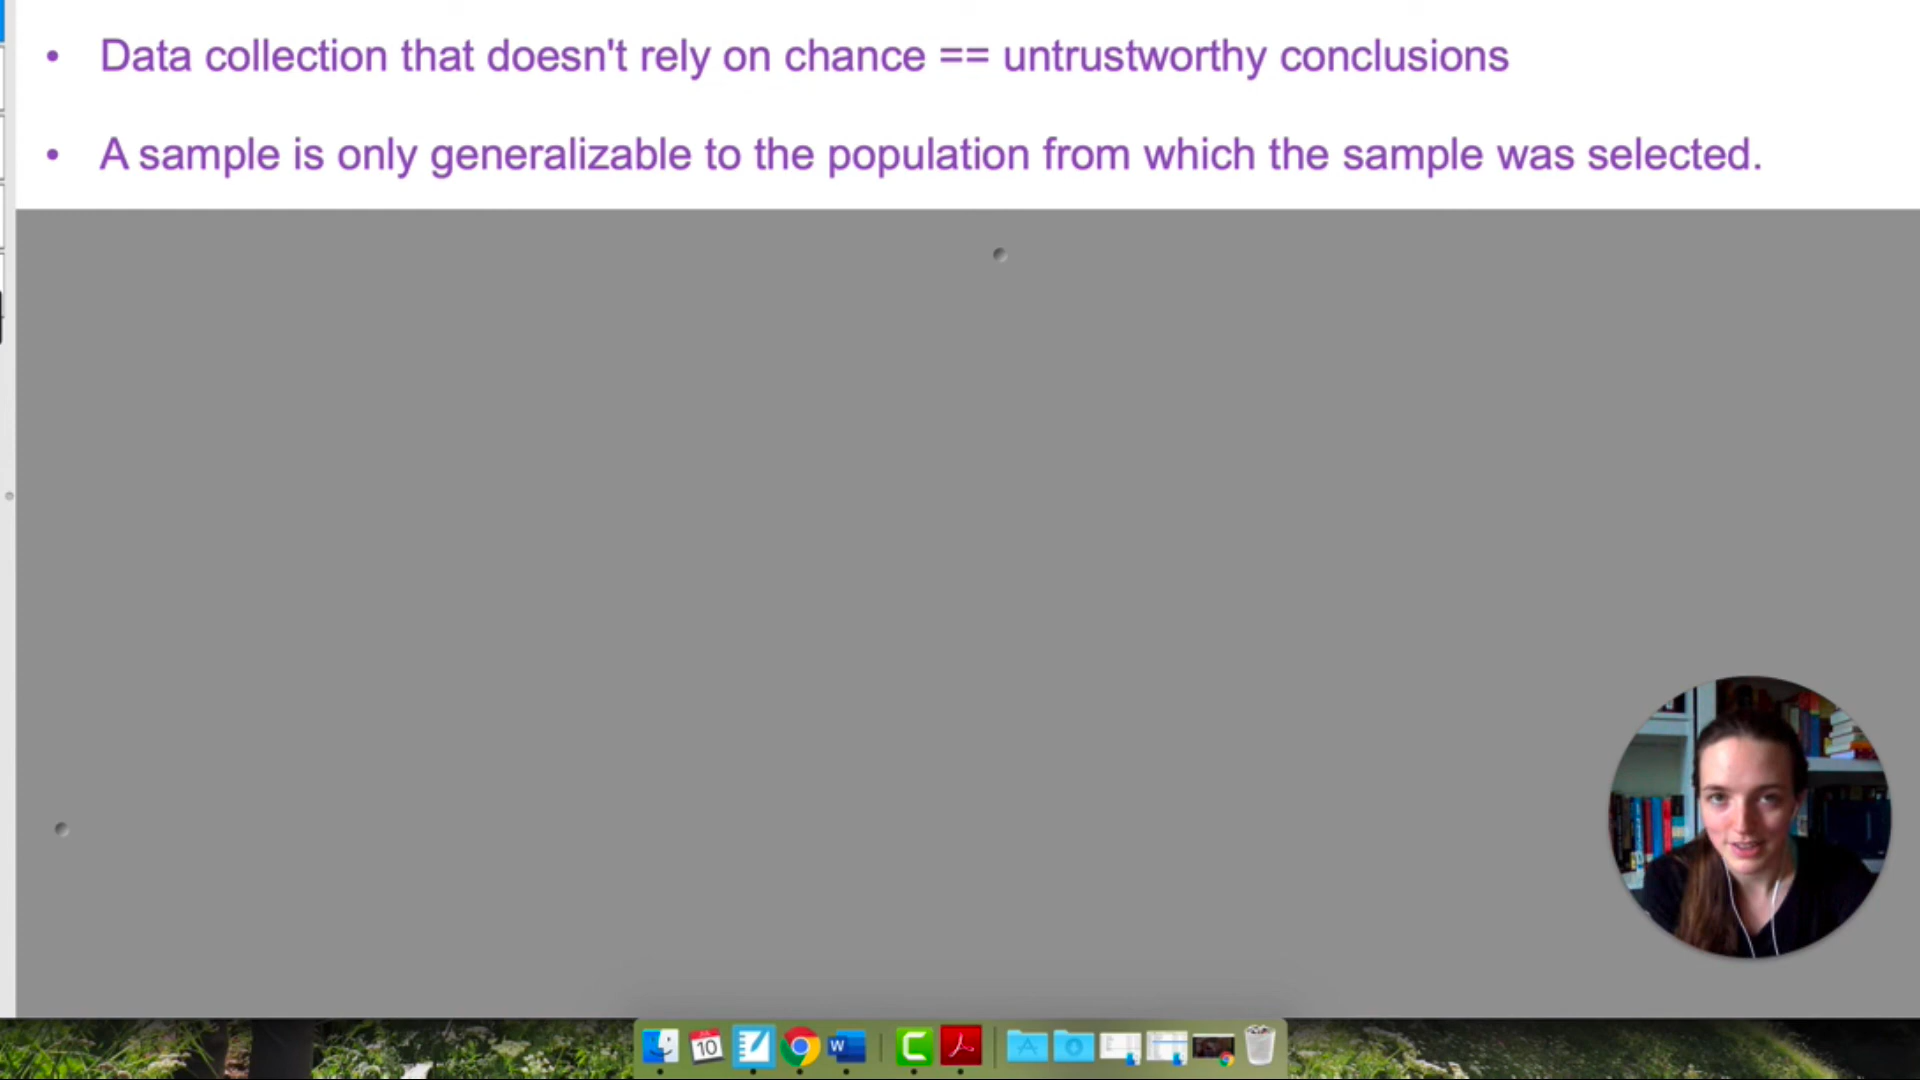 • Data collection that doesn't rely on chance == untrustworthy conclusions
• A sample is only generalizable to the population from which the sample was selected.
10
W